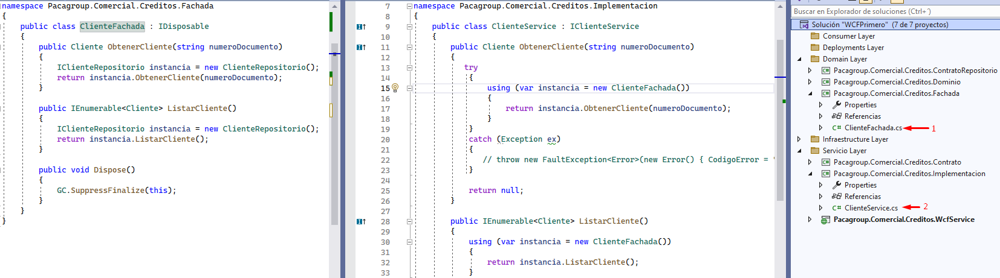 namespace Pacagroup.Comercial.Creditos.Fachada
{
public class ClienteFachada : IDisposable
{
public Cliente ObtenerCliente(string numeroDocumento)
{
IClienteRepositorio instancia = new ClienteRepositorio();
return instancia.ObtenerCliente(numeroDocumento);
}
public IEnumerable<Cliente> ListarCliente()
{
IClienteRepositorio instancia = new ClienteRepositorio();
return instancia.ListarCliente();
}
public void Dispose()
{
GC.SuppressFinalize(this);
}
}
}
7 namespace Pacagroup.Comercial.Creditos.Implementacion
8 {
9 public class ClienteService : IClienteService
10 {
11 public Cliente ObtenerCliente(string numeroDocumento)
12 {
13 try
14 {
15 using (var instancia = new ClienteFachada())
16 {
17 return instancia.ObtenerCliente(numeroDocumento);
18 }
19 }
20 catch (Exception ex)
21 {
22 // throw new FaultException<Error>(new Error() { CodigoError = "
23 }
24
25 return null;
26 }
27
28 public IEnumerable<Cliente> ListarCliente()
29 {
30 using (var instancia = new ClienteFachada())
31 {
32 return instancia.ListarCliente();
33 }
Buscar en Explorador de soluciones (Ctrl+´)
Solución "WCFPrimero" (7 de 7 proyectos)
Consumer Layer
Deployments Layer
Domain Layer
C# Pacagroup.Comercial.Creditos.ContratoRepositorio
C# Pacagroup.Comercial.Creditos.Dominio
C# Pacagroup.Comercial.Creditos.Fachada
Properties
Referencias
C# ClienteFachada.cs 1
Infraestructure Layer
Servicio Layer
C# Pacagroup.Comercial.Creditos.Contrato
C# Pacagroup.Comercial.Creditos.Implementacion
Properties
Referencias
C# ClienteService.cs 2
Pacagroup.Comercial.Creditos.WcfService